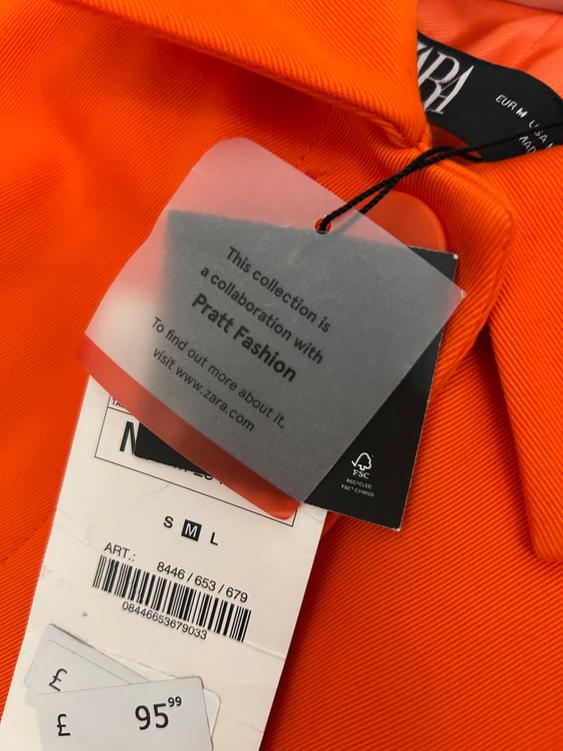 ZARA
EUR M
This collection is
a collaboration with
Pratt Fashion
To find out more about it,
visit www.zara.com
FSC
RECYCLED
S M L
ART.: 8446 / 653 / 679
08446653679033
£
£ 95.99